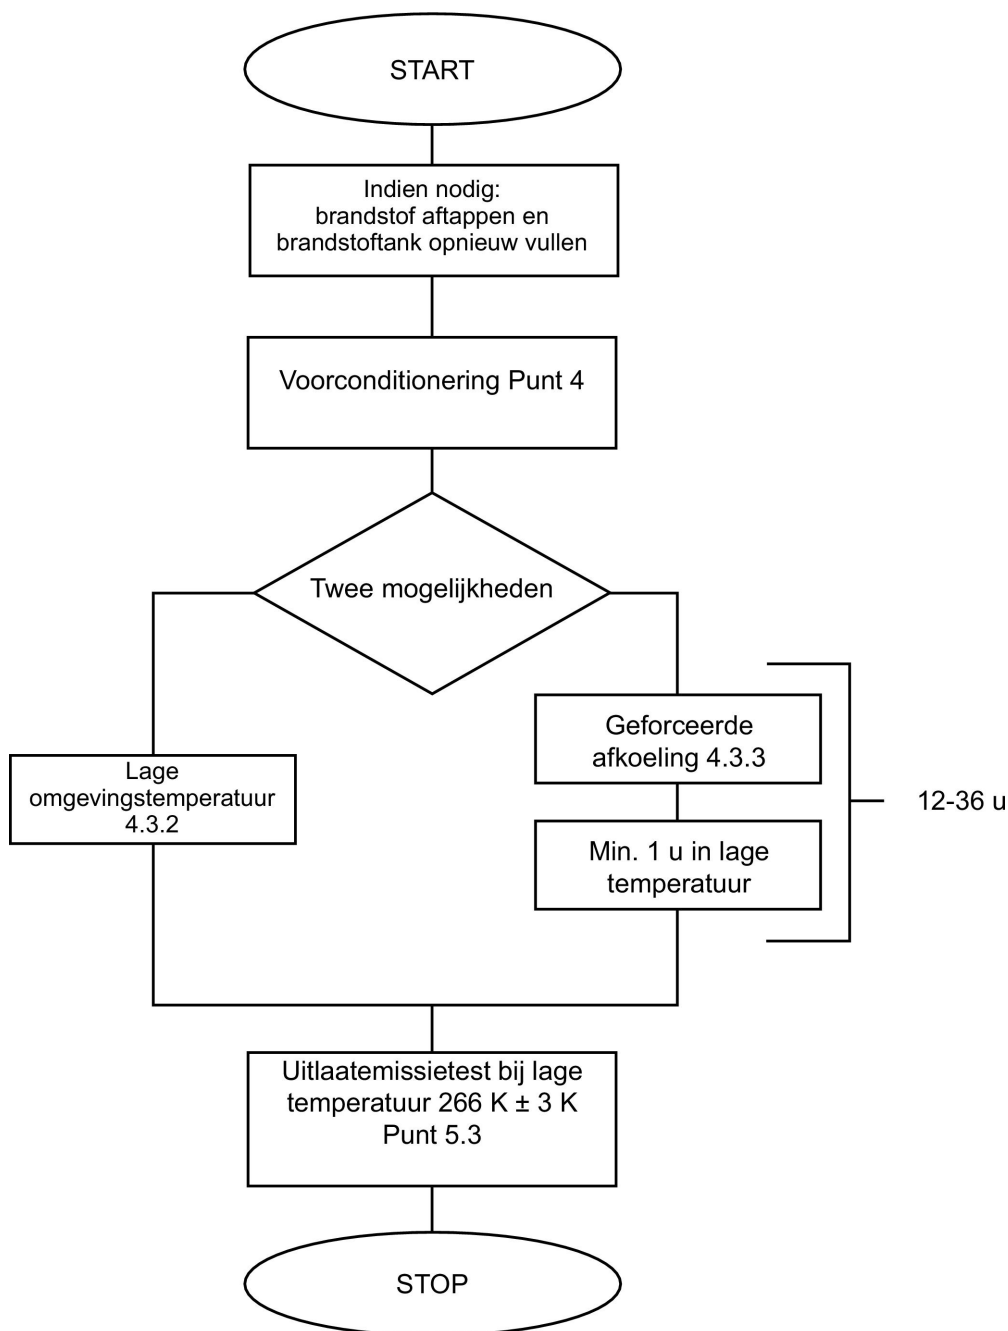 START
Indien nodig:
brandstof aftappen en
brandstoftank opnieuw vullen
Voorconditionering Punt 4
Twee mogelijkheden
Lage
omgevingstemperatuur
4.3.2
Geforceerde
afkoeling 4.3.3
Min. 1 u in lage
temperatuur
12-36 u
Uitlaatemissietest bij lage
temperatuur 266 K ± 3 K
Punt 5.3
STOP